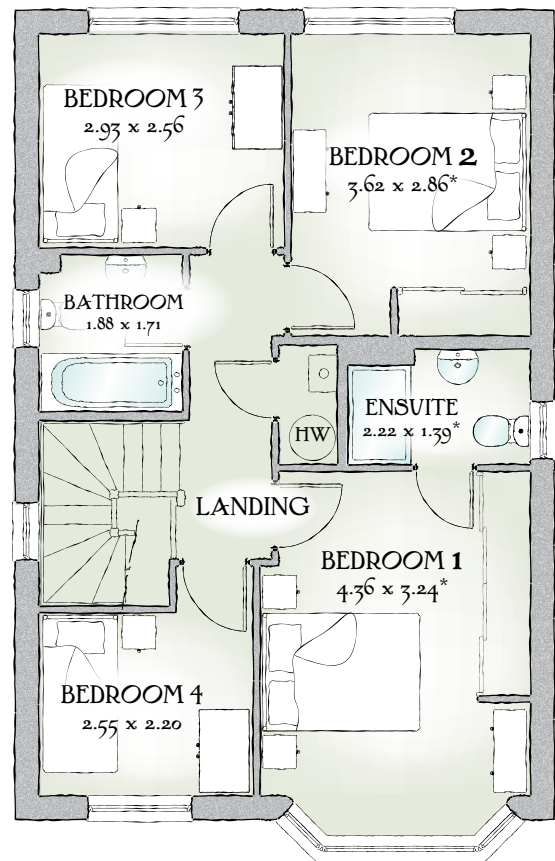 BEDROOM 3
2.93 x 2.56
BEDROOM 2
3.62 x 2.86*
BATHROOM
1.88 x 1.71
ENSUITE
2.22 x 1.39*
HW
LANDING
BEDROOM 1
4.36 x 3.24*
BEDROOM 4
2.55 x 2.20